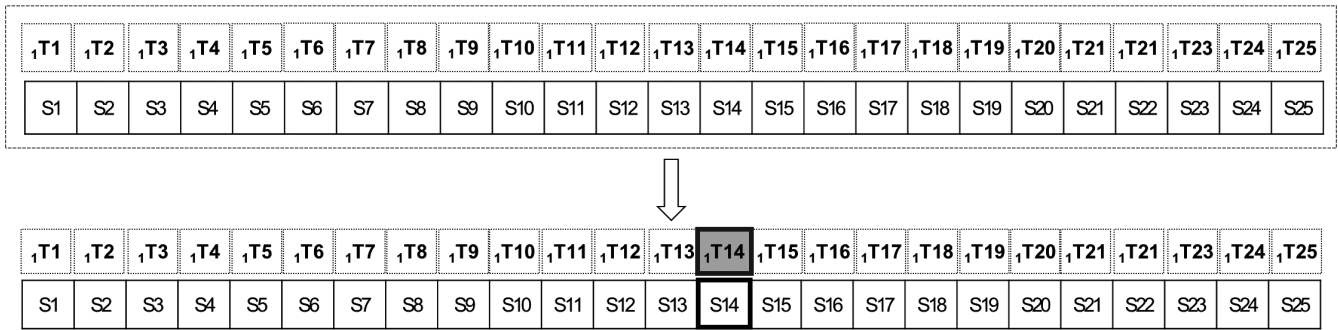 ₁T1 ₁T2 ₁T3 ₁T4 ₁T5 ₁T6 ₁T7 ₁T8 ₁T9 ₁T10 ₁T11 ₁T12 ₁T13 ₁T14 ₁T15 ₁T16 ₁T17 ₁T18 ₁T19 ₁T20 ₁T21 ₁T21 ₁T23 ₁T24 ₁T25
S1 S2 S3 S4 S5 S6 S7 S8 S9 S10 S11 S12 S13 S14 S15 S16 S17 S18 S19 S20 S21 S22 S23 S24 S25
₁T1 ₁T2 ₁T3 ₁T4 ₁T5 ₁T6 ₁T7 ₁T8 ₁T9 ₁T10 ₁T11 ₁T12 ₁T13 ₁T14 ₁T15 ₁T16 ₁T17 ₁T18 ₁T19 ₁T20 ₁T21 ₁T21 ₁T23 ₁T24 ₁T25
S1 S2 S3 S4 S5 S6 S7 S8 S9 S10 S11 S12 S13 S14 S15 S16 S17 S18 S19 S20 S21 S22 S23 S24 S25